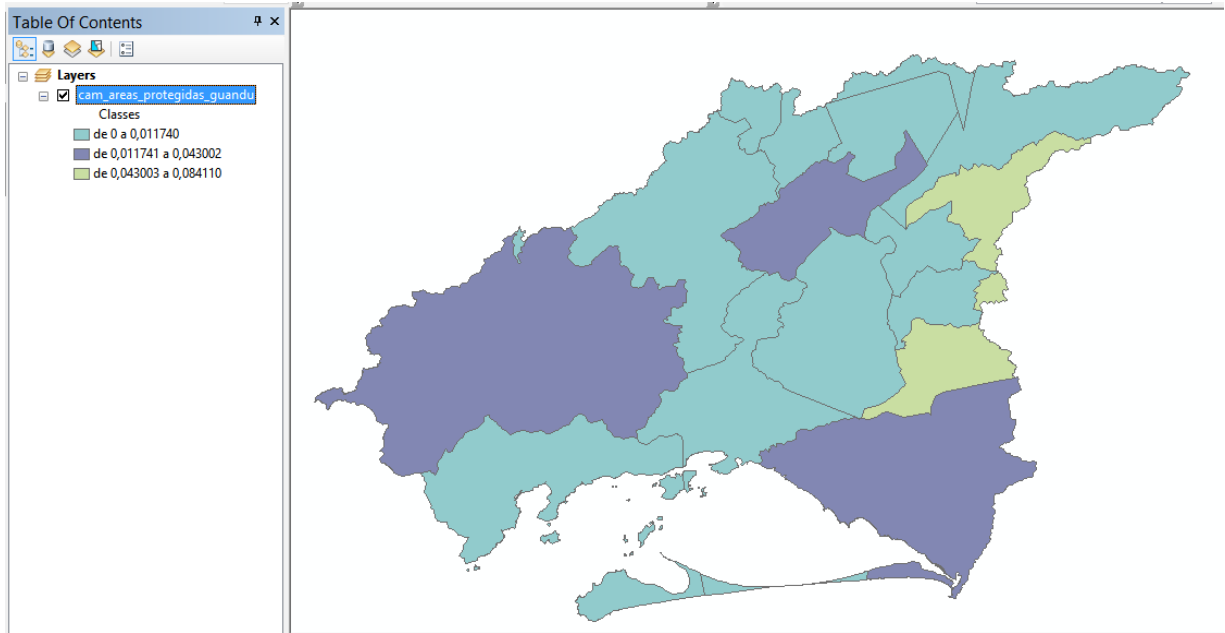 Table Of Contents
Layers
cam_areas_protegidas_guandu
Classes
de 0 a 0,011740
de 0,011741 a 0,043002
de 0,043003 a 0,084110